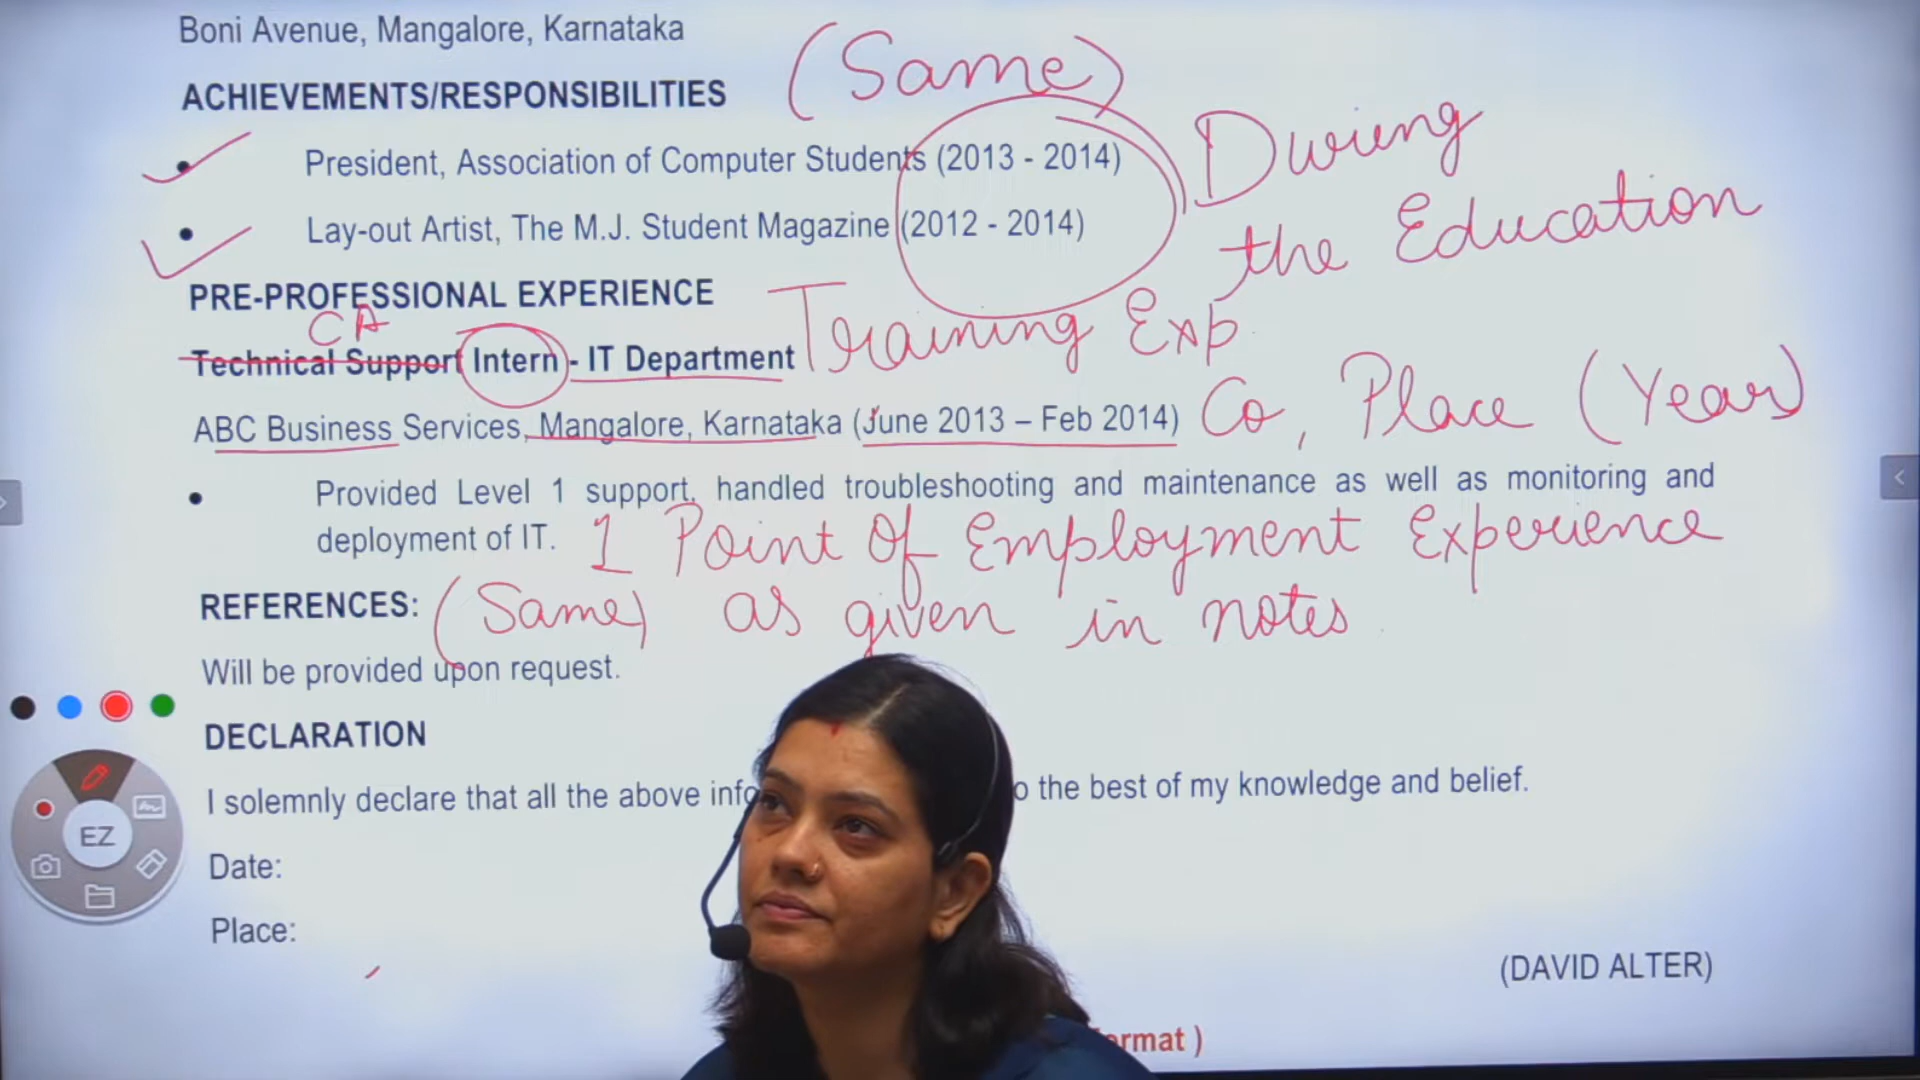 Boni Avenue, Mangalore, Karnataka
(Same)
ACHIEVEMENTS/RESPONSIBILITIES
• President, Association of Computer Students (2013 - 2014)
During
the Education
• Lay-out Artist, The M.J. Student Magazine (2012 - 2014)
PRE-PROFESSIONAL EXPERIENCE
Training Exp
CA
Technical Support Intern - IT Department
ABC Business Services, Mangalore, Karnataka (June 2013 – Feb 2014)
Co, Place (Year)
• Provided Level 1 support, handled troubleshooting and maintenance as well as monitoring and
deployment of IT.
1 Point Of Employment Experience
REFERENCES:
(Same) as given in notes
Will be provided upon request.
DECLARATION
I solemnly declare that all the above the best of my knowledge and belief.
Date:
Place:
(DAVID ALTER)
EZ